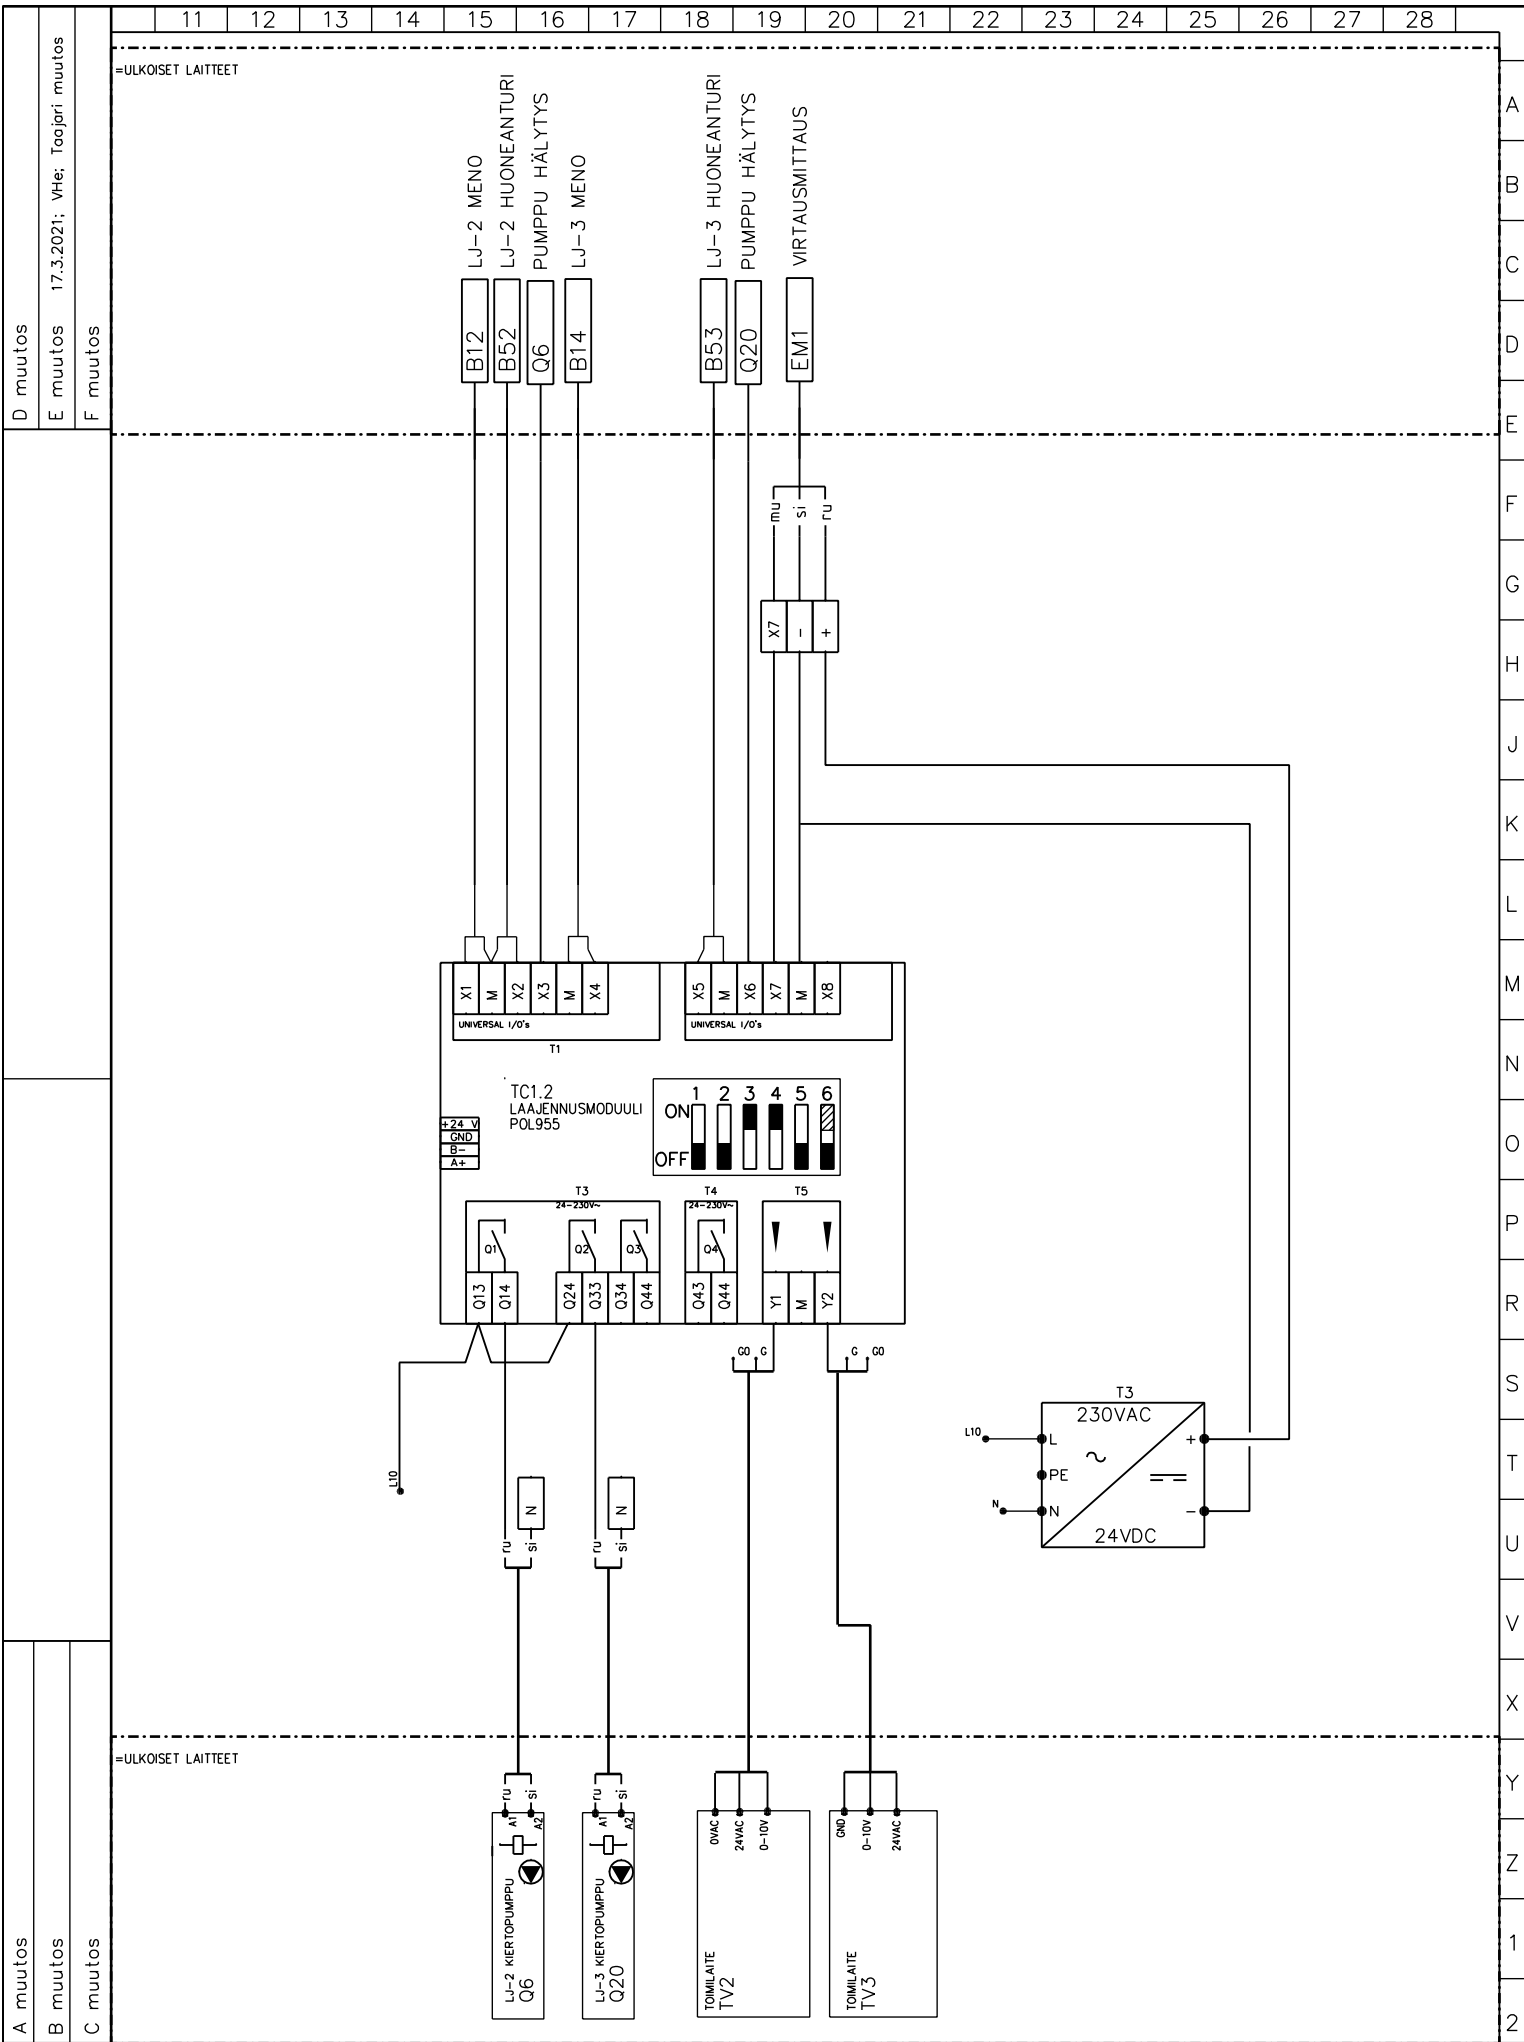 11 12 13 14 15 16 17 18 19 20 21 22 23 24 25 26 27 28
D muutos
E muutos 17.3.2021; VHe; Taajari muutos
F muutos
A muutos
B muutos
C muutos
A
B
C
D
E
F
G
H
J
K
L
M
N
O
P
R
S
T
U
V
X
Y
Z
1
2
=ULKOISET LAITTEET
B12 LJ-2 MENO
B52 LJ-2 HUONEANTURI
Q6 PUMPPU HÄLYTYS
B14 LJ-3 MENO
B53 LJ-3 HUONEANTURI
Q20 PUMPPU HÄLYTYS
EM1 VIRTAUSMITTAUS
mu si ru
X7 - +
X1 M X2 X3 M X4
UNIVERSAL I/O's
T1
X5 M X6 X7 M X8
UNIVERSAL I/O's
TC1.2
LAAJENNUSMODUULI
POL955
1 2 3 4 5 6
ON
OFF
+24 V
GND
B-
A+
T3
24-230V~
T4
24-230V~
T5
Q1 Q2 Q3 Q4
Q13 Q14 Q24 Q33 Q34 Q44 Q43 Q44 Y1 M Y2
G0 G G G0
L10
N N
ru si ru si
T3
230VAC
L10 L +
PE
N N -
24VDC
=ULKOISET LAITTEET
ru si ru si
A1 A2 A1 A2
LJ-2 KIERTOPUMPPU
Q6
LJ-3 KIERTOPUMPPU
Q20
0VAC 24VAC 0-10V
TOIMILAITE
TV2
GND 0-10V 24VAC
TOIMILAITE
TV3